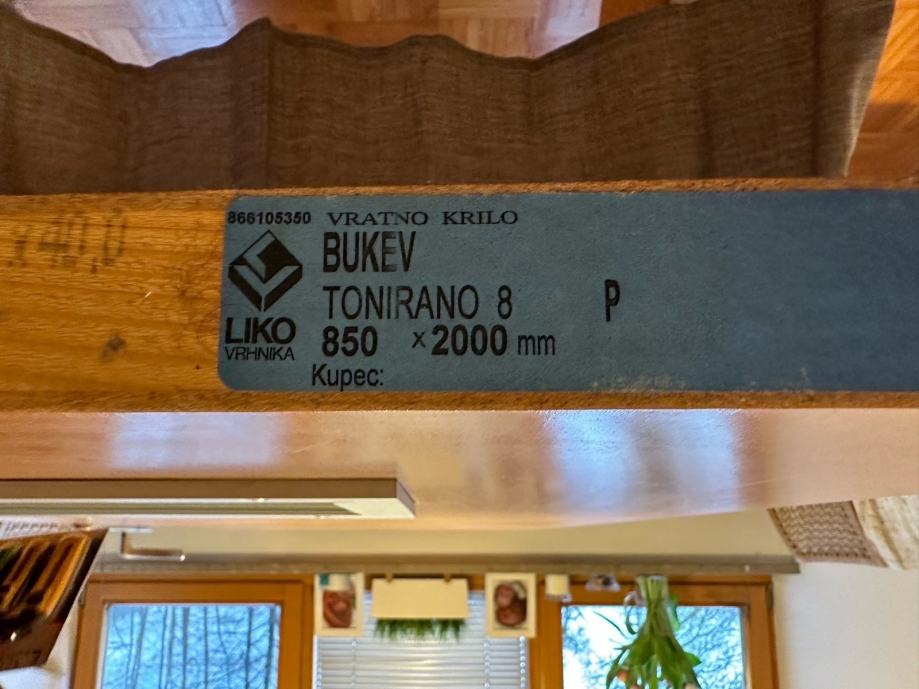 866105350 VRATNO KRILO
BUKEV
TONIRANO 8 P
850 x 2000 mm
Kupec:
LIKO
VRHNIKA